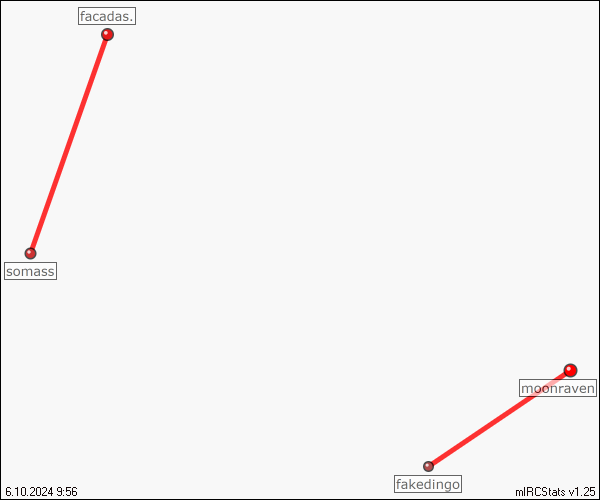 facadas.
somass
moonraven
fakedingo
6.10.2024 9:56
mIRCStats v1.25